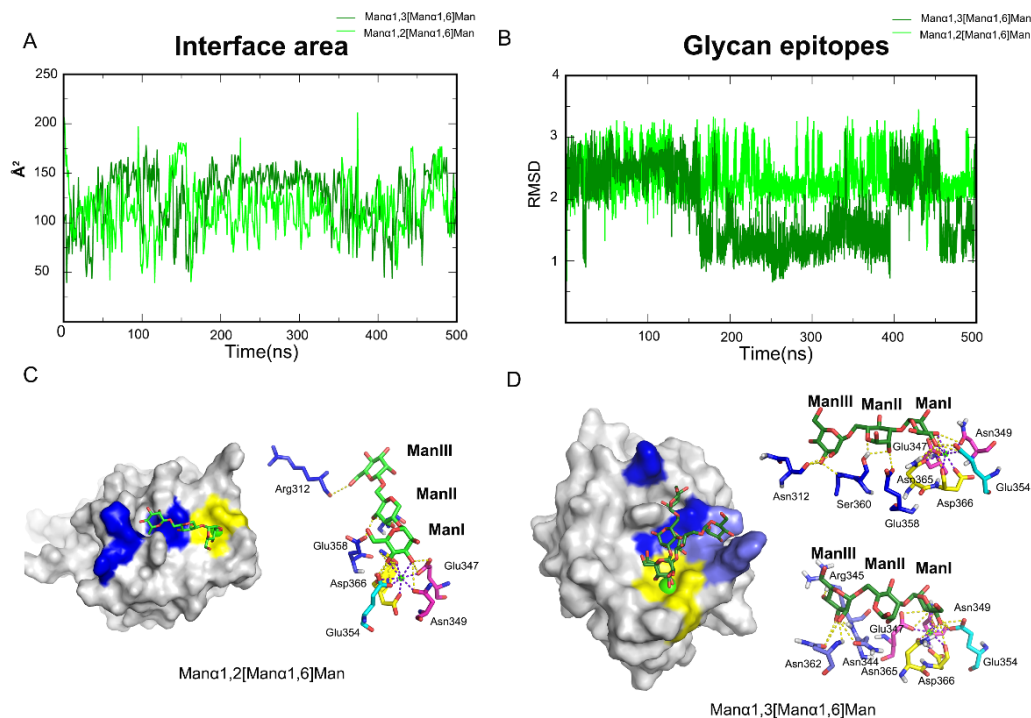 A
Interface area
Manα1,3[Manα1,6]Man
Manα1,2[Manα1,6]Man
250
200
150
100
50
Å²
0
100
200
300
400
500
Time(ns)
B
Glycan epitopes
Manα1,3[Manα1,6]Man
Manα1,2[Manα1,6]Man
4
3
2
1
RMSD
100
200
300
400
500
Time(ns)
C
ManIII
Arg312
ManII
ManI
Glu358
Glu347
Asp366
Glu354
Asn349
Manα1,2[Manα1,6]Man
D
ManIII ManII ManI
Glu347
Asn349
Asn365
Asn312
Ser360
Asp366
Glu354
Glu358
ManIII
ManII
ManI
Arg345
Asn349
Glu347
Asn362
Asn344
Asn365
Glu354
Asp366
Manα1,3[Manα1,6]Man